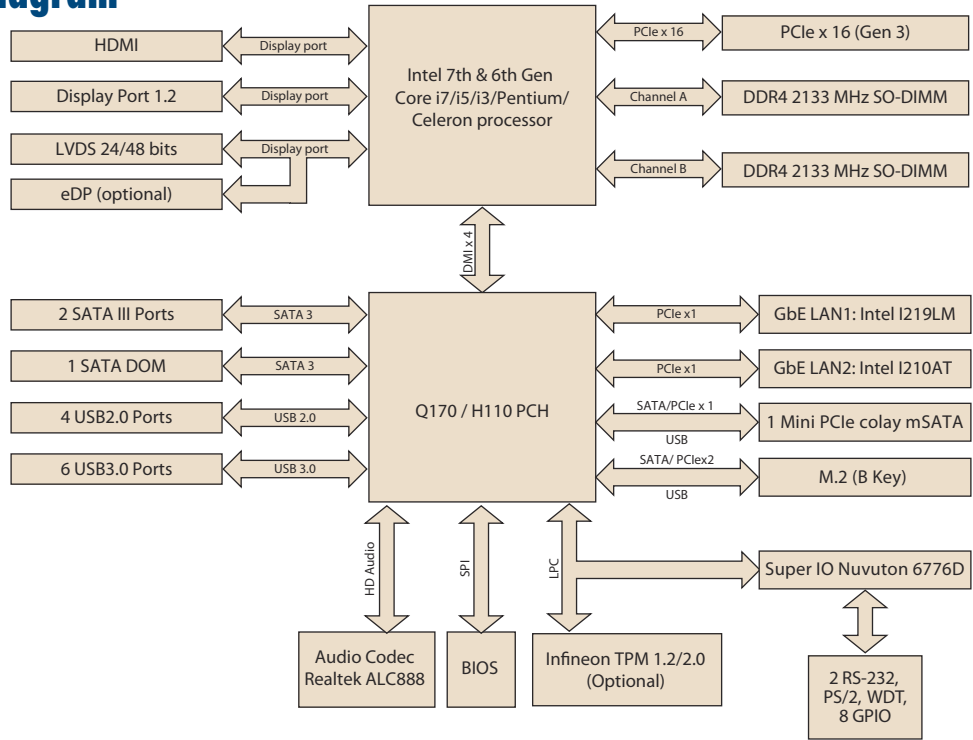 HDMI
Display port
Display Port 1.2
Display port
LVDS 24/48 bits
Display port
eDP (optional)
Intel 7th & 6th Gen
Core i7/i5/i3/Pentium/
Celeron processor
PCIe x 16
PCIe x 16 (Gen 3)
Channel A
DDR4 2133 MHz SO-DIMM
Channel B
DDR4 2133 MHz SO-DIMM
DMI x 4
2 SATA III Ports
SATA 3
1 SATA DOM
SATA 3
4 USB2.0 Ports
USB 2.0
6 USB3.0 Ports
USB 3.0
Q170 / H110 PCH
PCIe x1
GbE LAN1: Intel I219LM
PCIe x1
GbE LAN2: Intel I210AT
SATA/PCIe x 1
USB
1 Mini PCIe colay mSATA
SATA/ PCIex2
USB
M.2 (B Key)
HD Audio
SPI
LPC
Super IO Nuvuton 6776D
Audio Codec
Realtek ALC888
BIOS
Infineon TPM 1.2/2.0
(Optional)
2 RS-232,
PS/2, WDT,
8 GPIO